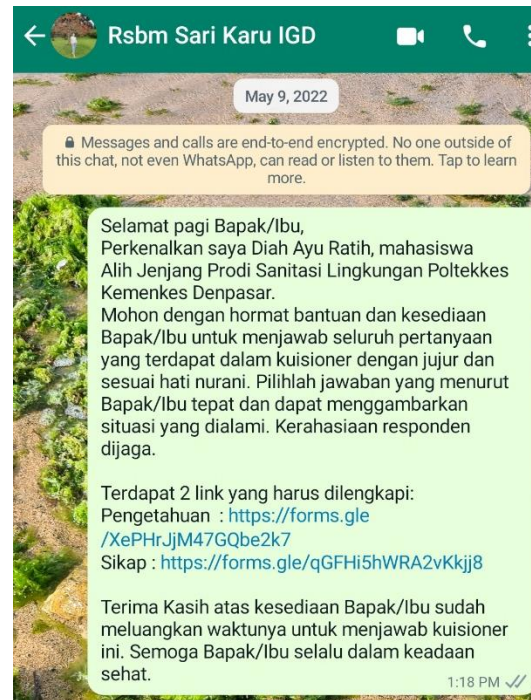 Rsbm Sari Karu IGD
May 9, 2022
Messages and calls are end-to-end encrypted. No one outside of
this chat, not even WhatsApp, can read or listen to them. Tap to learn
more.
Selamat pagi Bapak/Ibu,
Perkenalkan saya Diah Ayu Ratih, mahasiswa
Alih Jenjang Prodi Sanitasi Lingkungan Poltekkes
Kemenkes Denpasar.
Mohon dengan hormat bantuan dan kesediaan
Bapak/Ibu untuk menjawab seluruh pertanyaan
yang terdapat dalam kuisioner dengan jujur dan
sesuai hati nurani. Pilihlah jawaban yang menurut
Bapak/Ibu tepat dan dapat menggambarkan
situasi yang dialami. Kerahasiaan responden
dijaga.
Terdapat 2 link yang harus dilengkapi:
Pengetahuan : https://forms.gle
/XePHrJjM47GQbe2k7
Sikap : https://forms.gle/qGFHi5hWRA2vKkjj8
Terima Kasih atas kesediaan Bapak/Ibu sudah
meluangkan waktunya untuk menjawab kuisioner
ini. Semoga Bapak/Ibu selalu dalam keadaan
sehat.
1:18 PM